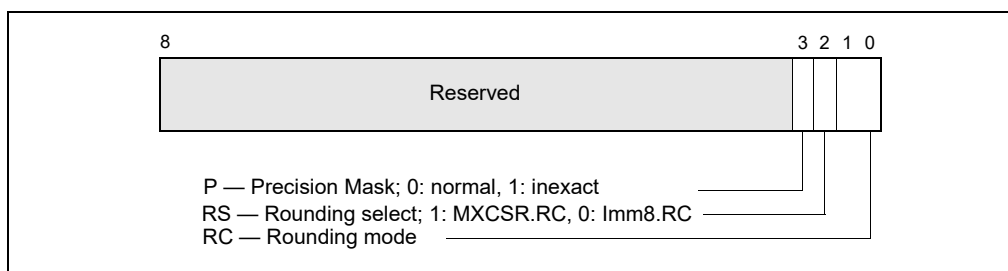 8 3 2 1 0
Reserved
P — Precision Mask; 0: normal, 1: inexact
RS — Rounding select; 1: MXCSR.RC, 0: Imm8.RC
RC — Rounding mode